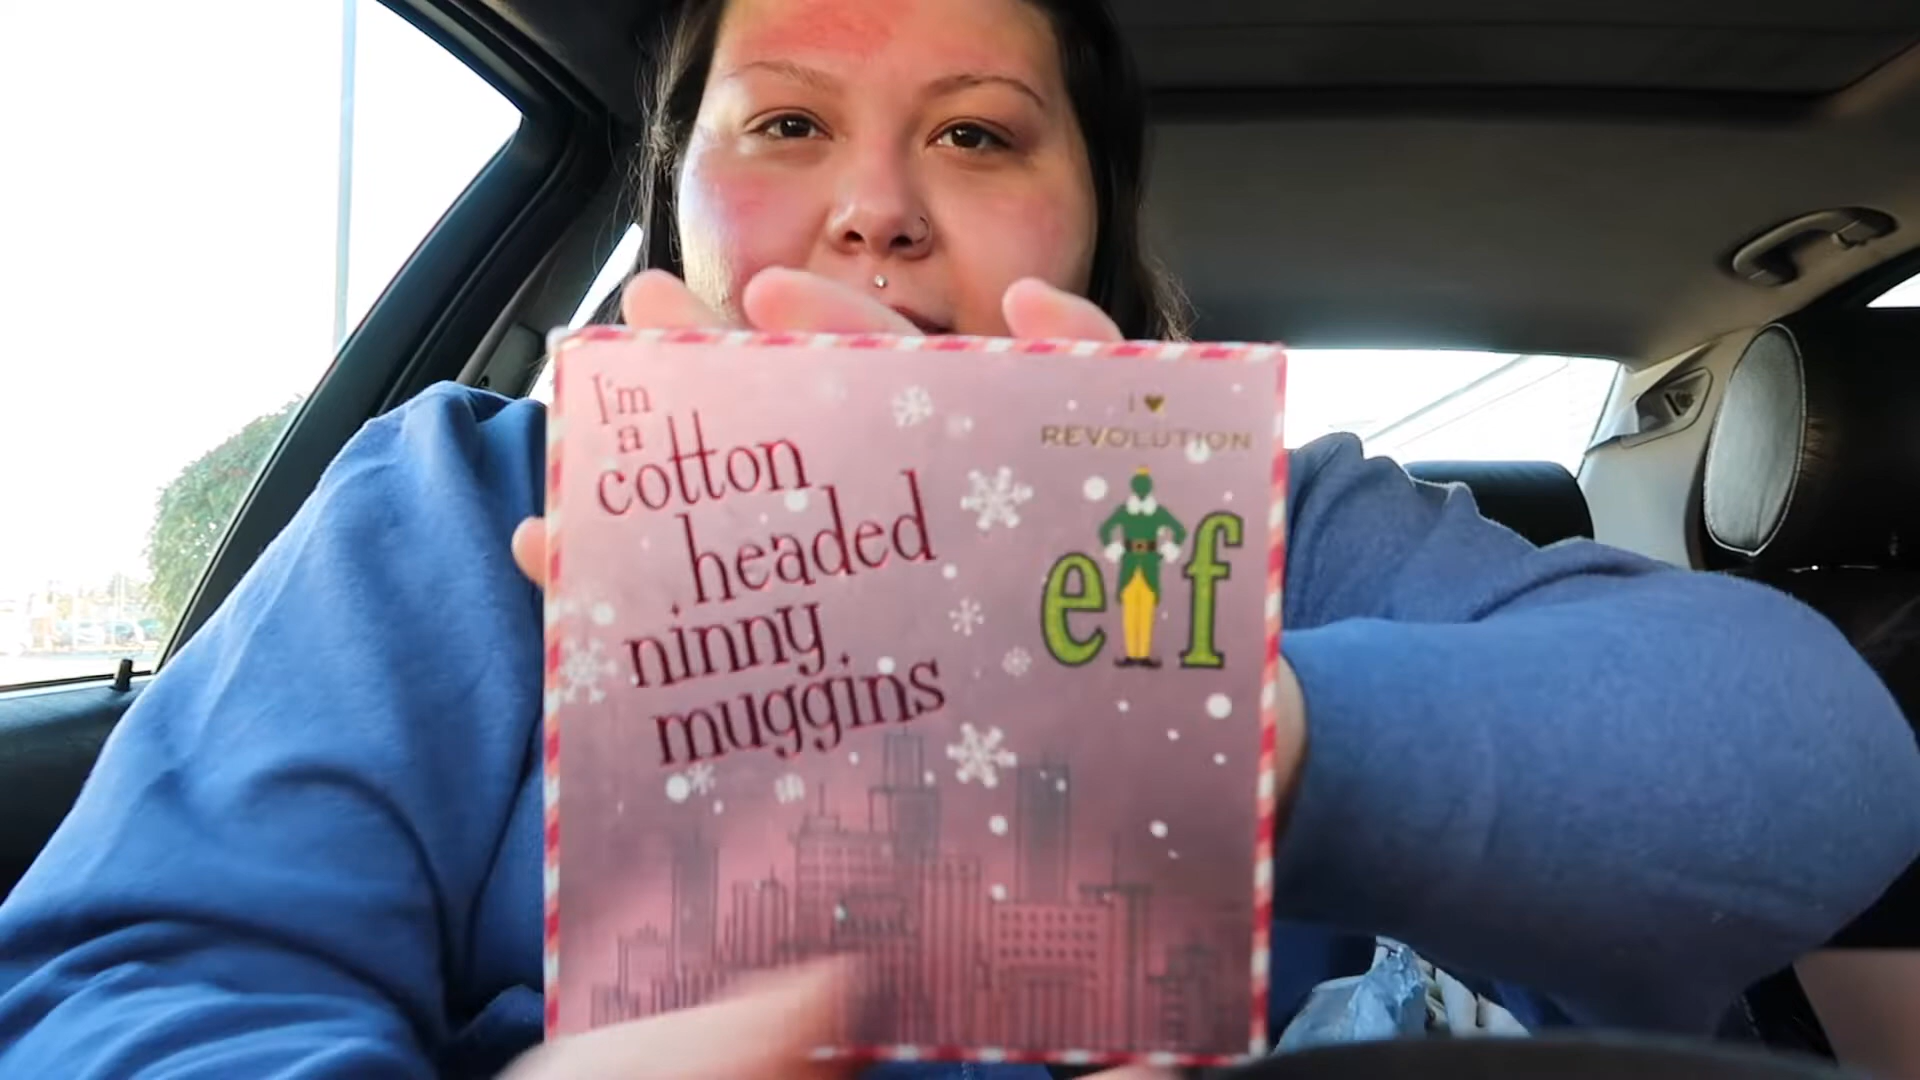 I'm
a
cotton
headed
ninny
muggins
I ♥
REVOLUTION
elf